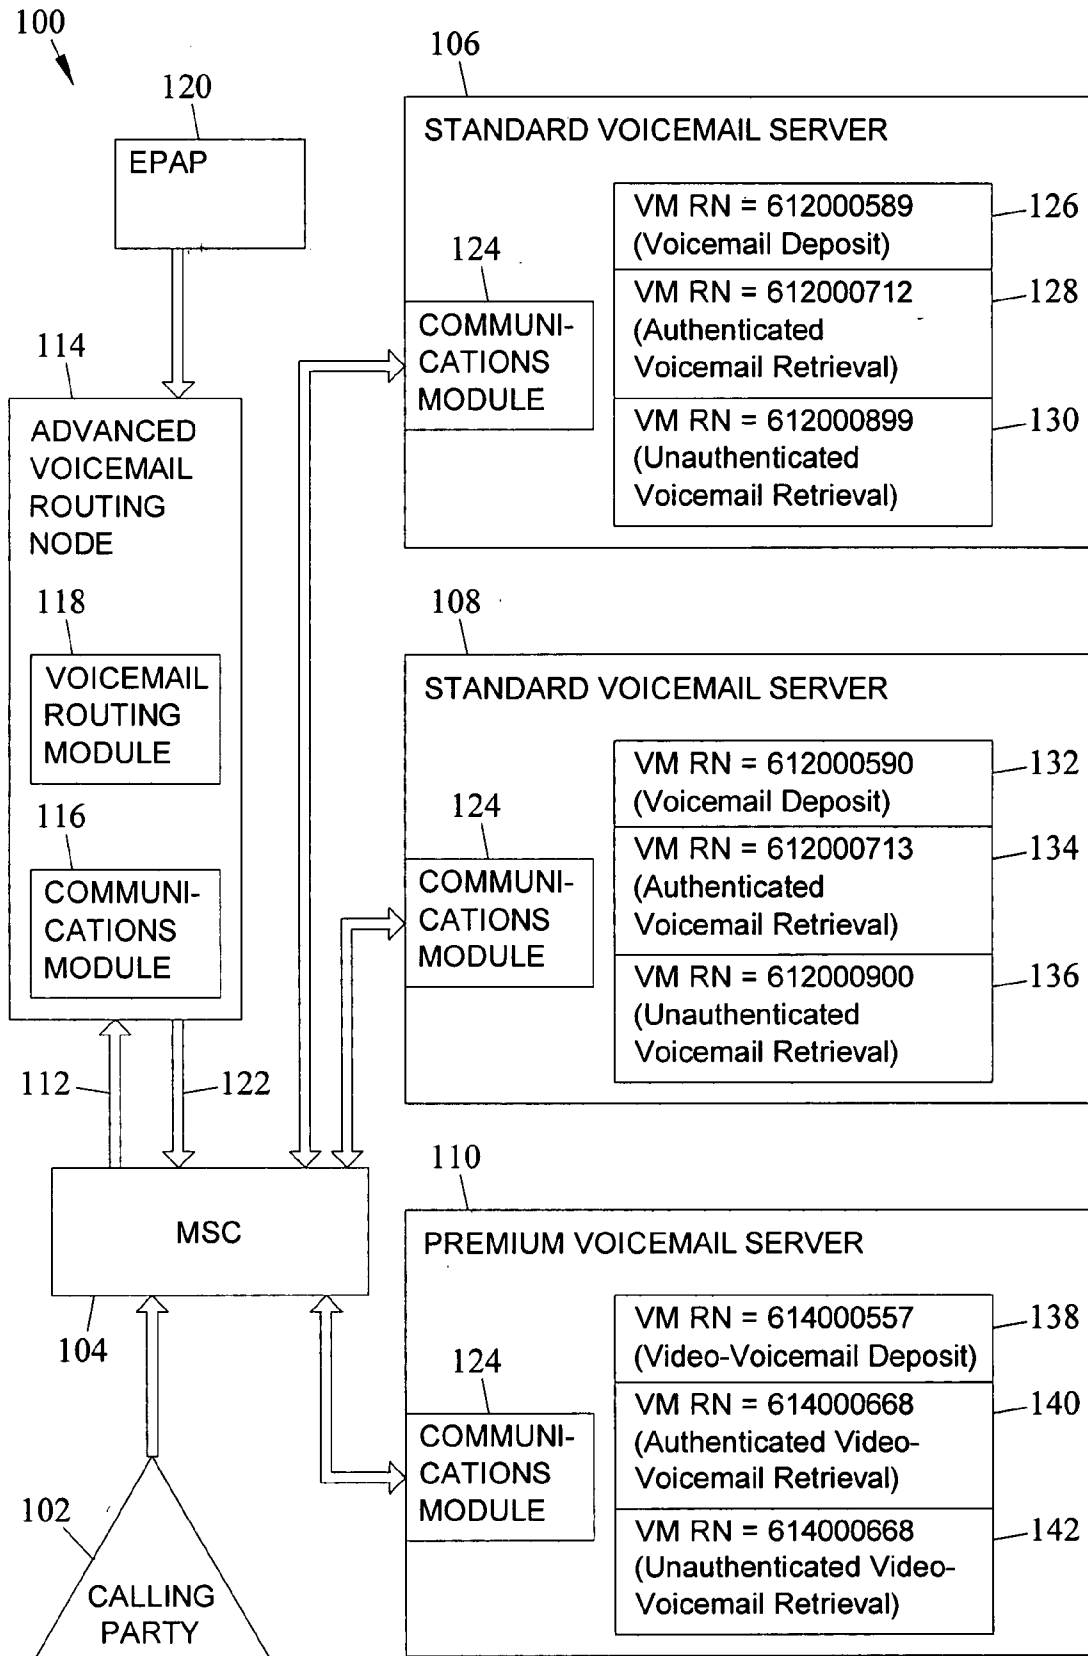 100
120
EPAP
114
ADVANCED
VOICEMAIL
ROUTING
NODE
118
VOICEMAIL
ROUTING
MODULE
116
COMMUNI-
CATIONS
MODULE
112
122
MSC
104
102
CALLING
PARTY
106
STANDARD VOICEMAIL SERVER
124
COMMUNI-
CATIONS
MODULE
VM RN = 612000589
(Voicemail Deposit)
126
VM RN = 612000712
(Authenticated
Voicemail Retrieval)
128
VM RN = 612000899
(Unauthenticated
Voicemail Retrieval)
130
108
STANDARD VOICEMAIL SERVER
124
COMMUNI-
CATIONS
MODULE
VM RN = 612000590
(Voicemail Deposit)
132
VM RN = 612000713
(Authenticated
Voicemail Retrieval)
134
VM RN = 612000900
(Unauthenticated
Voicemail Retrieval)
136
110
PREMIUM VOICEMAIL SERVER
124
COMMUNI-
CATIONS
MODULE
VM RN = 614000557
(Video-Voicemail Deposit)
138
VM RN = 614000668
(Authenticated Video-
Voicemail Retrieval)
140
VM RN = 614000668
(Unauthenticated Video-
Voicemail Retrieval)
142